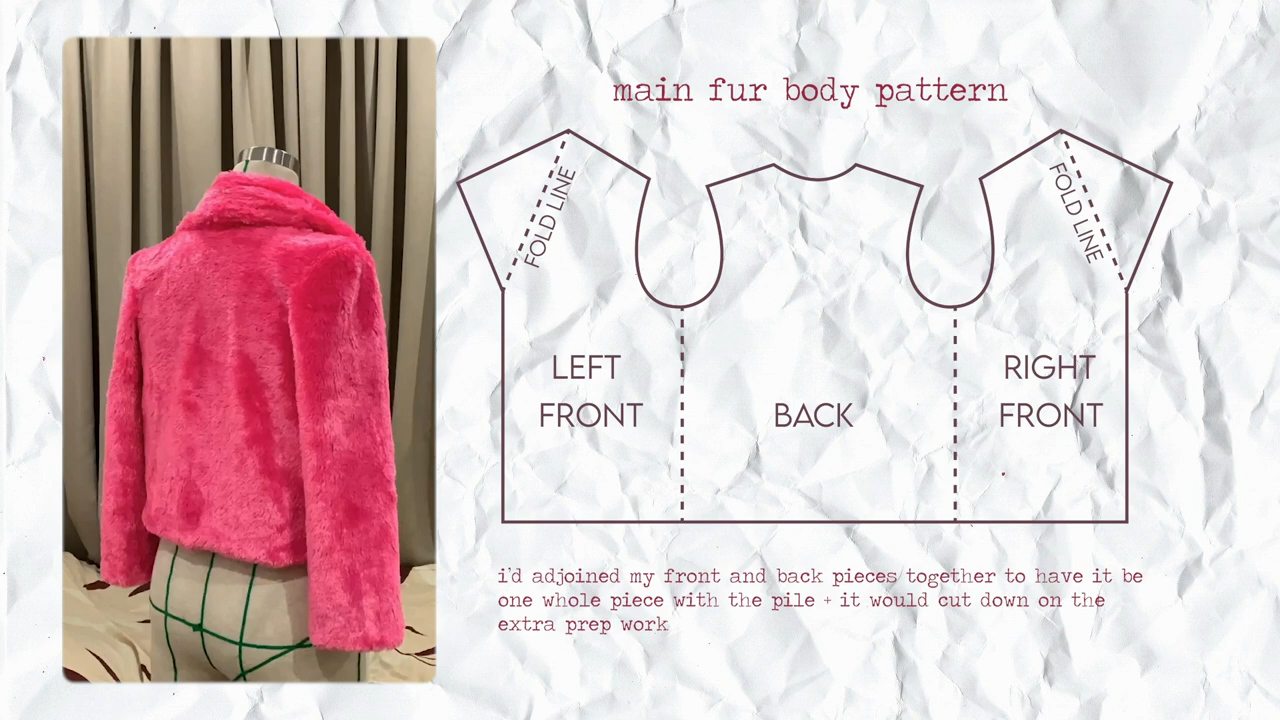 main fur body pattern
FOLD LINE
FOLD LINE
LEFT
FRONT
BACK
RIGHT
FRONT
i'd adjoined my front and back pieces together to have it be
one whole piece with the pile + it would cut down on the
extra prep work